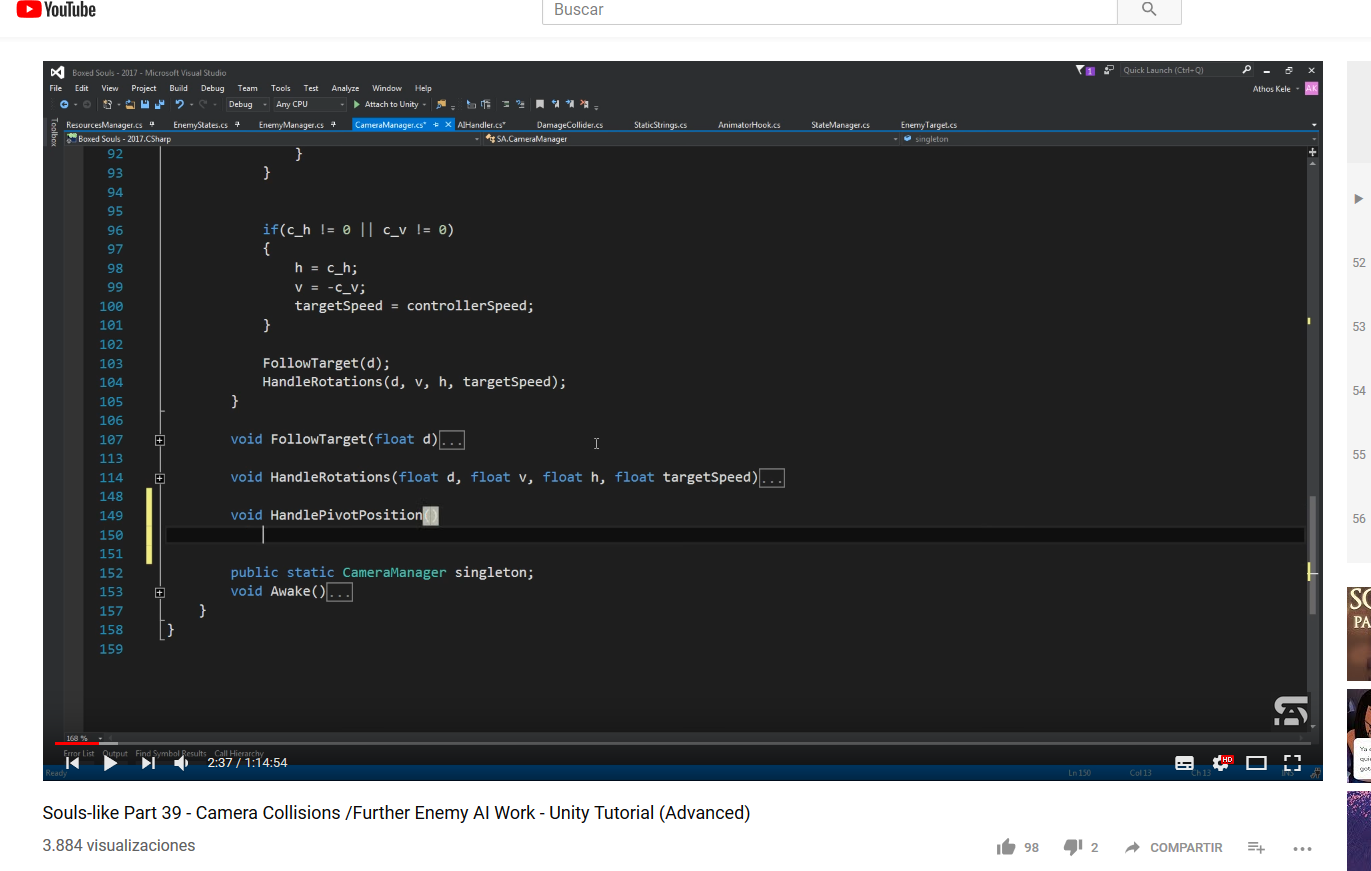 YouTube
Buscar
Boxed Souls - 2017 - Microsoft Visual Studio
1
Quick Launch (Ctrl+Q)
File Edit View Project Build Debug Team Tools Test Analyze Window Help
Athos Kele
AK
Debug Any CPU Attach to Unity
Toolbox
ResourcesManager.cs EnemyStates.cs EnemyManager.cs CameraManager.cs* AIHandler.cs* DamageCollider.cs StaticStrings.cs AnimatorHook.cs StateManager.cs EnemyTarget.cs
Boxed Souls - 2017.CSharp SA.CameraManager singleton
92 }
93 }
94
95
96 if(c_h != 0 || c_v != 0)
97 {
98 h = c_h;
99 v = -c_v;
100 targetSpeed = controllerSpeed;
101 }
102
103 FollowTarget(d);
104 HandleRotations(d, v, h, targetSpeed);
105 }
106
107 void FollowTarget(float d)...
113
114 void HandleRotations(float d, float v, float h, float targetSpeed)...
148
149 void HandlePivotPosition()
150
151
152 public static CameraManager singleton;
153 void Awake()...
157 }
158 }
159
168 %
Error List Output Find Symbol Results Call Hierarchy
2:37 / 1:14:54
HD
Ready Ln 150 Col 13 Ch 13 INS
52
53
54
55
56
SO
PA
Souls-like Part 39 - Camera Collisions /Further Enemy AI Work - Unity Tutorial (Advanced)
3.884 visualizaciones
98 2 COMPARTIR